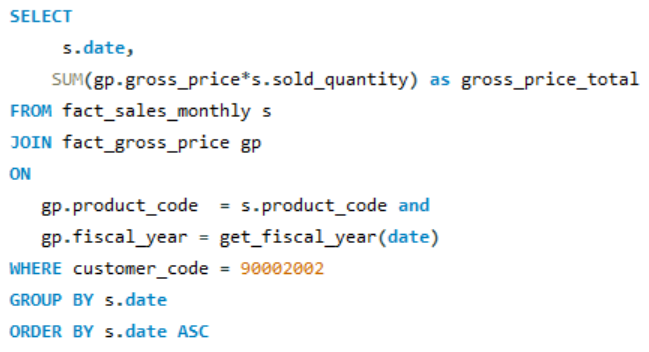 SELECT
s.date,
SUM(gp.gross_price*s.sold_quantity) as gross_price_total
FROM fact_sales_monthly s
JOIN fact_gross_price gp
ON
gp.product_code  = s.product_code and
gp.fiscal_year = get_fiscal_year(date)
WHERE customer_code = 90002002
GROUP BY s.date
ORDER BY s.date ASC